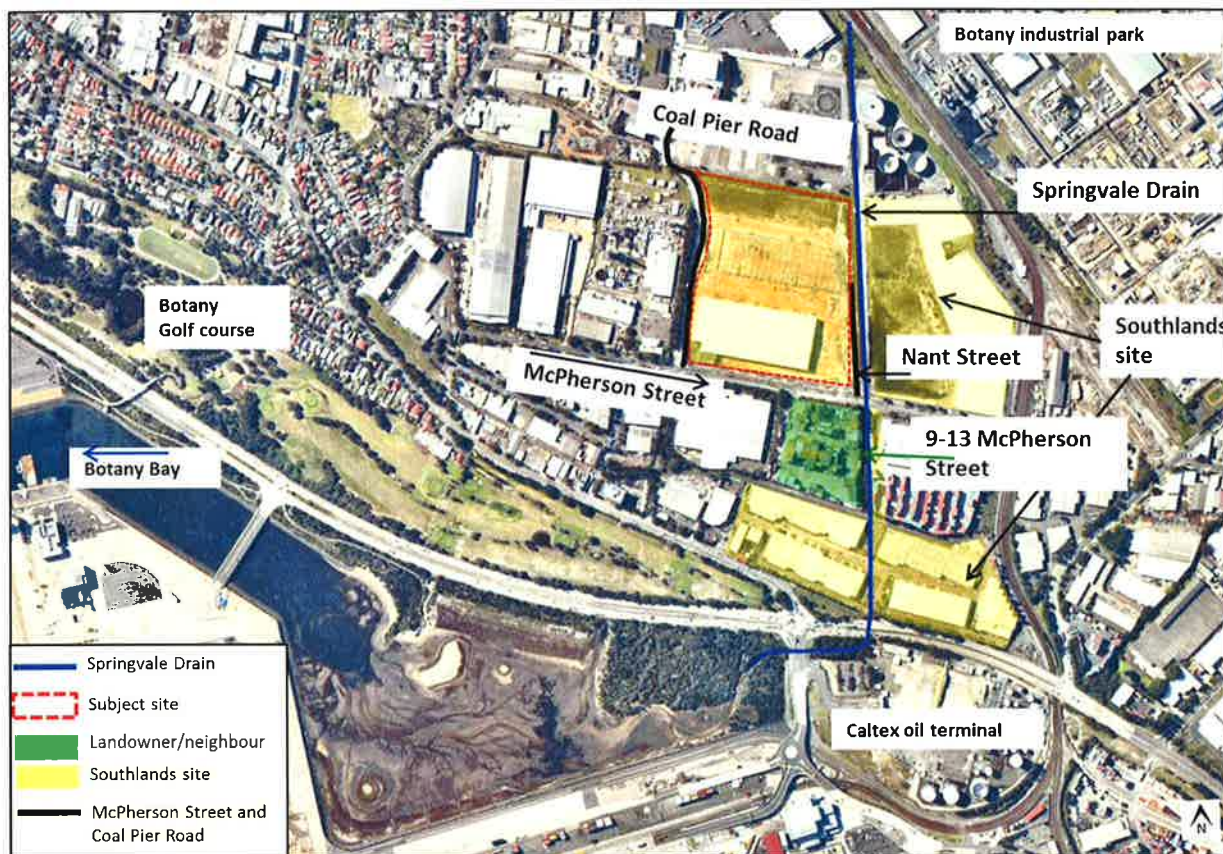 Botany industrial park
Coal Pier Road
Springvale Drain
Botany
Golf course
Southlands
site
Nant Street
McPherson Street
9-13 McPherson
Street
Botany Bay
Caltex oil terminal
Springvale Drain
Subject site
Landowner/neighbour
Southlands site
McPherson Street and
Coal Pier Road
N